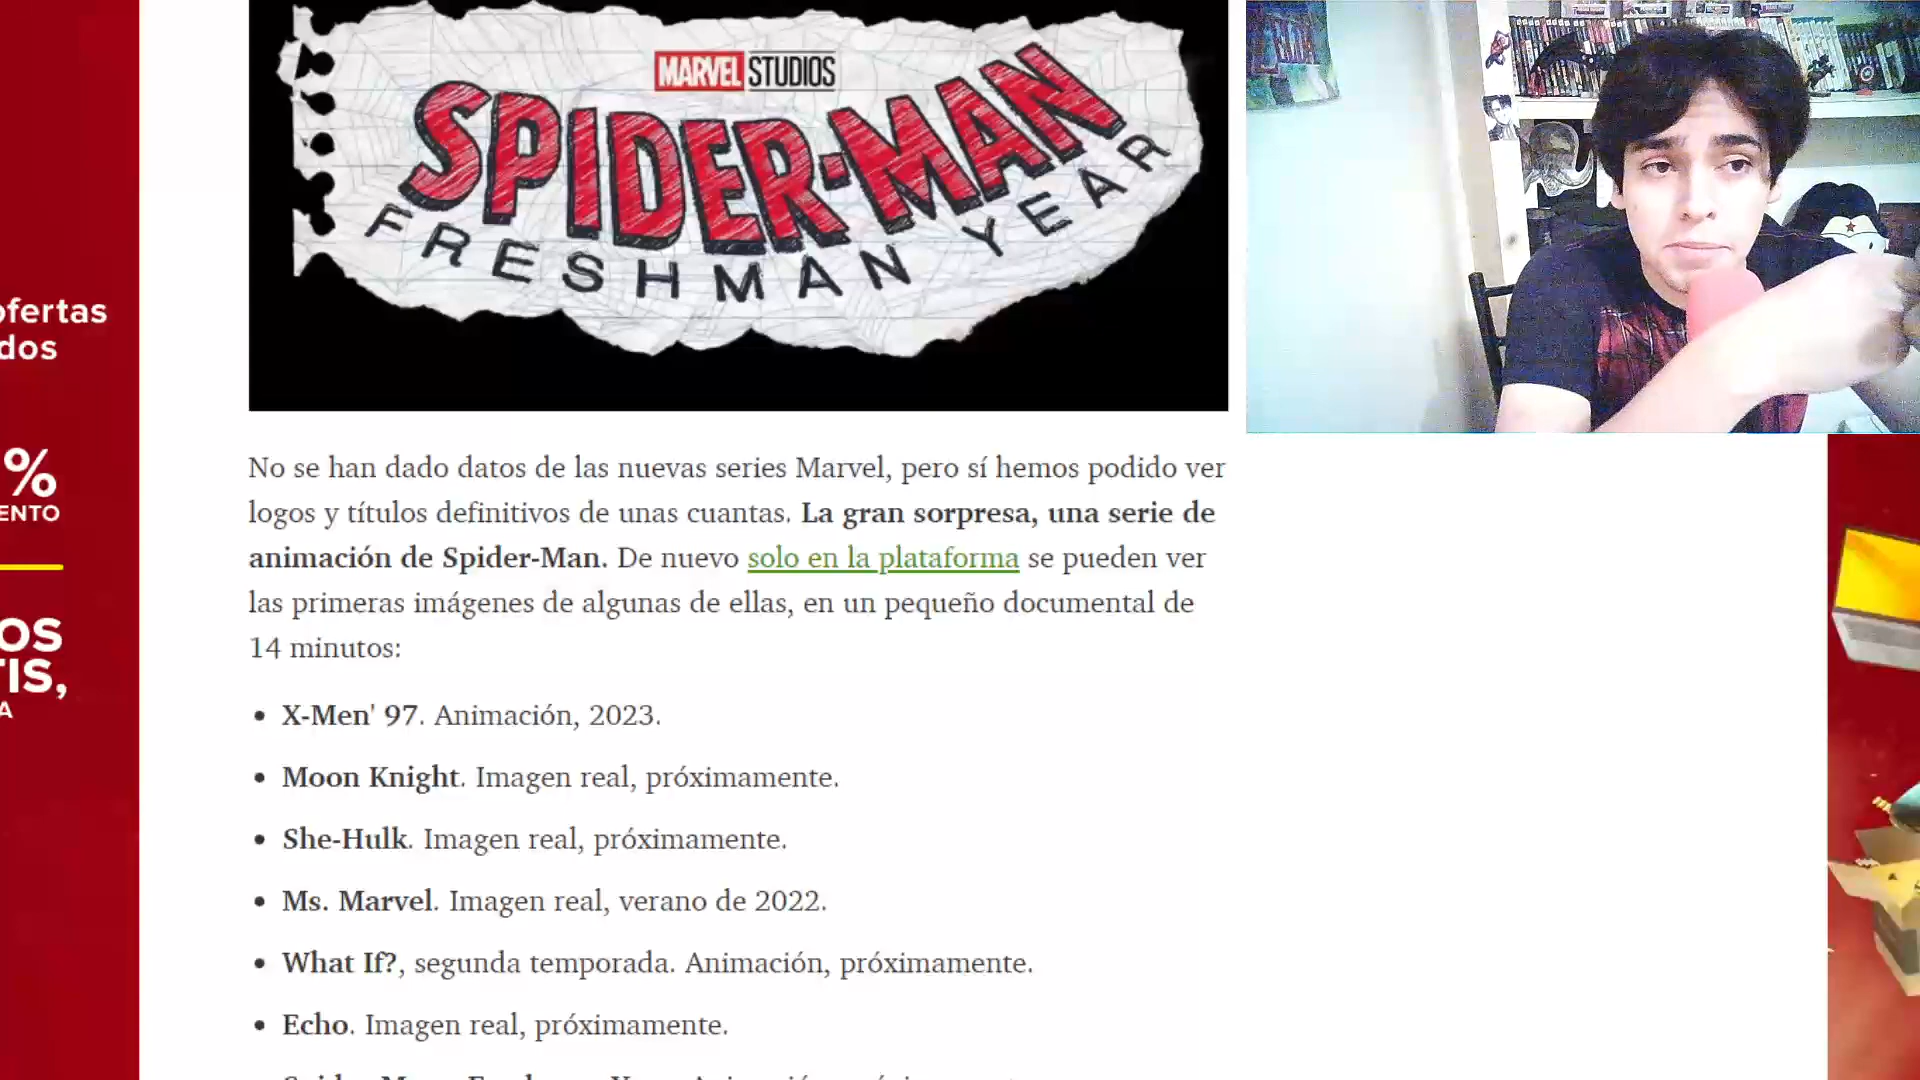 MARVEL STUDIOS
SPIDER-MAN
FRESHMAN YEAR
ofertas
dos
%
ENTO
OS
TIS,
A
No se han dado datos de las nuevas series Marvel, pero sí hemos podido ver
logos y títulos definitivos de unas cuantas. La gran sorpresa, una serie de
animación de Spider-Man. De nuevo solo en la plataforma se pueden ver
las primeras imágenes de algunas de ellas, en un pequeño documental de
14 minutos:
• X-Men' 97. Animación, 2023.
• Moon Knight. Imagen real, próximamente.
• She-Hulk. Imagen real, próximamente.
• Ms. Marvel. Imagen real, verano de 2022.
• What If?, segunda temporada. Animación, próximamente.
• Echo. Imagen real, próximamente.